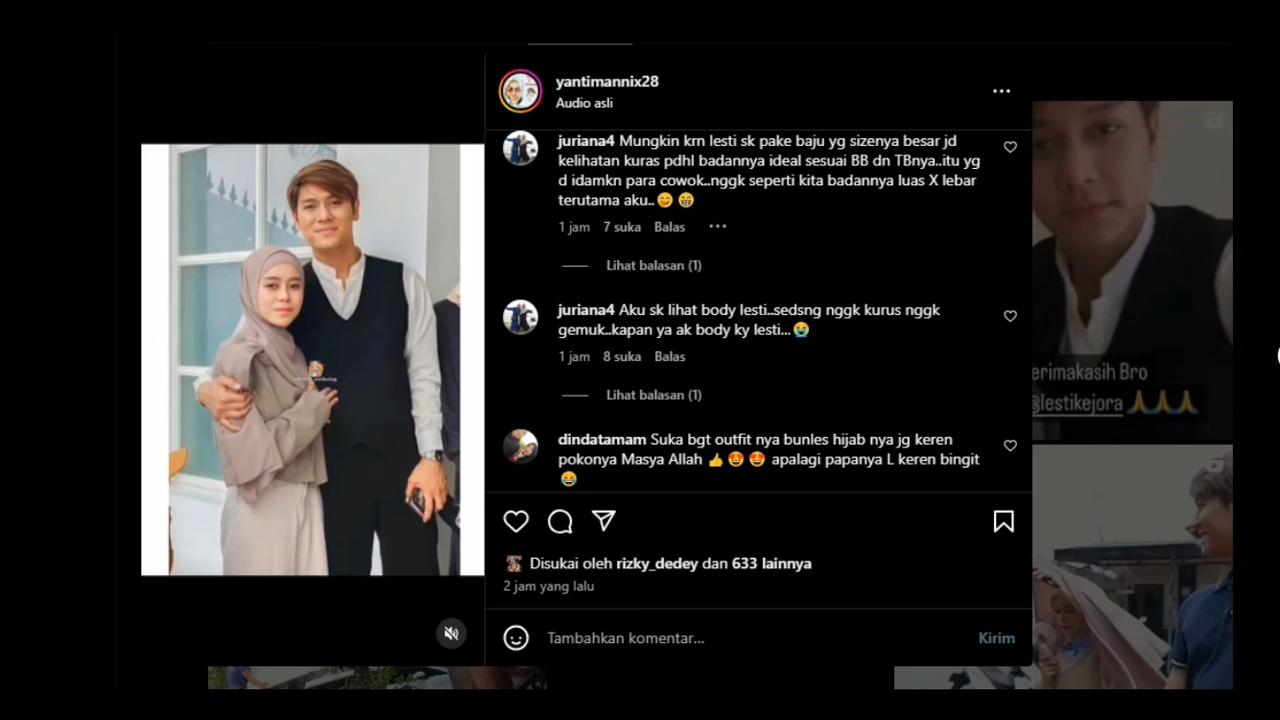 yantimannix28
Audio asli
juriana4 Mungkin krn lesti sk pake baju yg sizenya besar jd
kelihatan kuras pdhl badannya ideal sesuai BB dn TBnya..itu yg
d idamkn para cowok..nggk seperti kita badannya luas X lebar
terutama aku..😊 😁
1 jam 7 suka Balas
Lihat balasan (1)
juriana4 Aku sk lihat body lesti..sedsng nggk kurus nggk
gemuk..kapan ya ak body ky lesti...😭
1 jam 8 suka Balas
Lihat balasan (1)
dindatamam Suka bgt outfit nya bunles hijab nya jg keren
pokonya Masya Allah 👍 😍 😍 apalagi papanya L keren bingit
😂
Disukai oleh rizky_dedey dan 633 lainnya
2 jam yang lalu
Tambahkan komentar...
Kirim
erimakasih Bro
@lestikejora 🙏🙏🙏